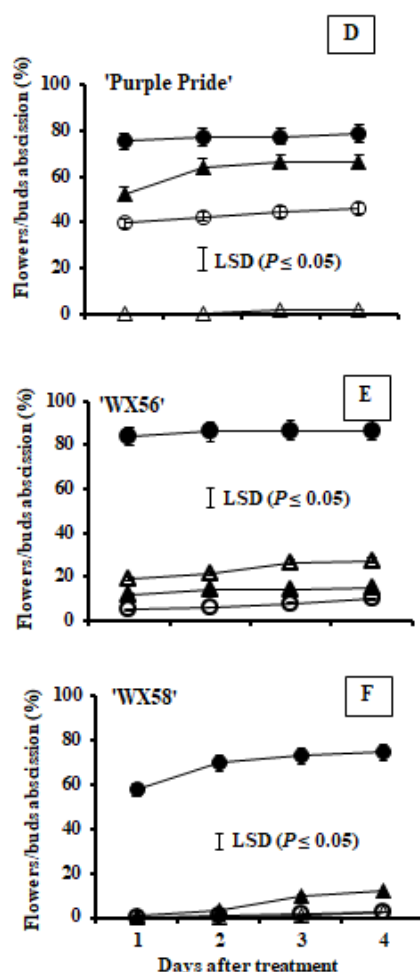 D
'Purple Pride'
Flowers/buds abscission (%)
100
80
60
40
20
0
LSD (P ≤ 0.05)
E
'WX56'
Flowers/buds abscission (%)
100
80
60
40
20
0
LSD (P ≤ 0.05)
F
'WX58'
Flowers/buds abscission (%)
100
80
60
40
20
0
LSD (P ≤ 0.05)
1 2 3 4
Days after treatment